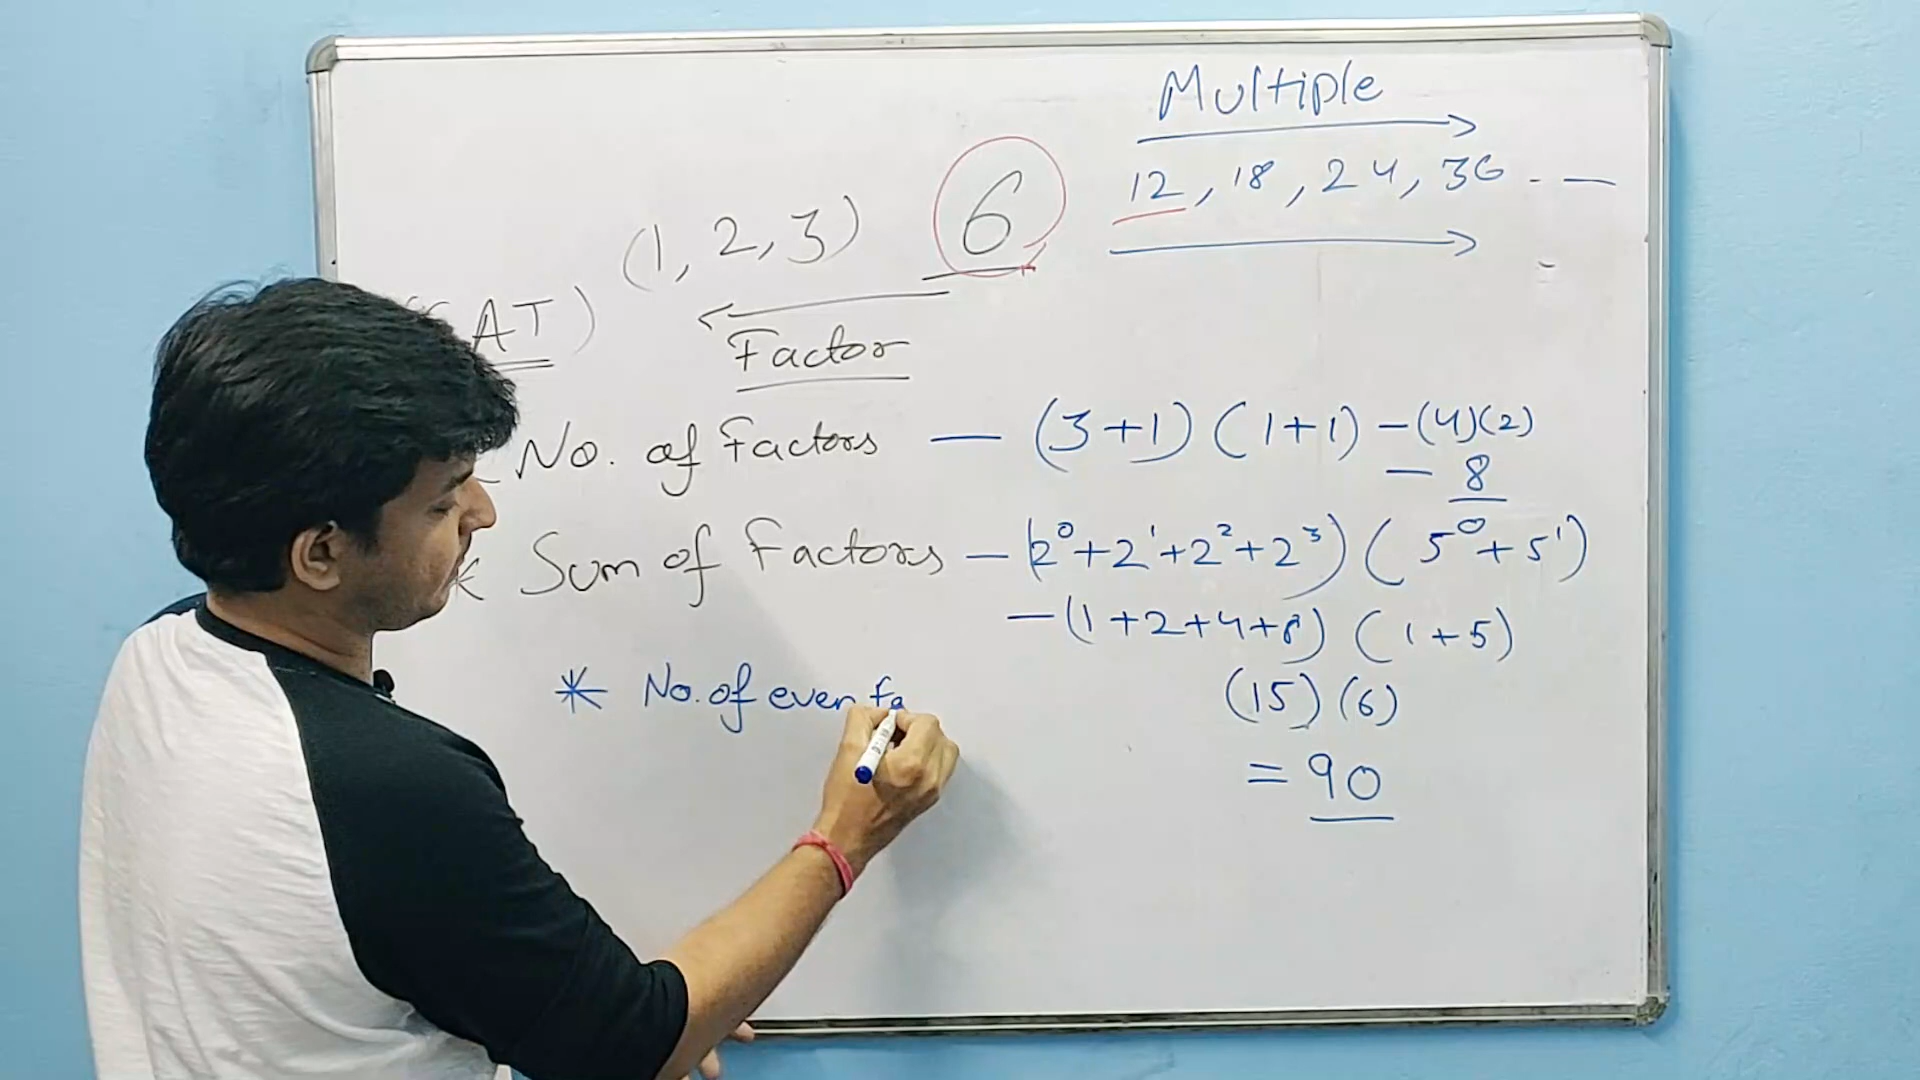 Multiple
12, 18, 24, 36 - —
(1, 2, 3) 6
AT)
Factor
No. of Factors — (3+1) (1+1) – (4)(2)
– 8
* Sum of Factors – (2⁰+2¹+2²+2³) (5⁰+5¹)
– (1+2+4+8) (1+5)
* No. of even fa
(15) (6)
= 90